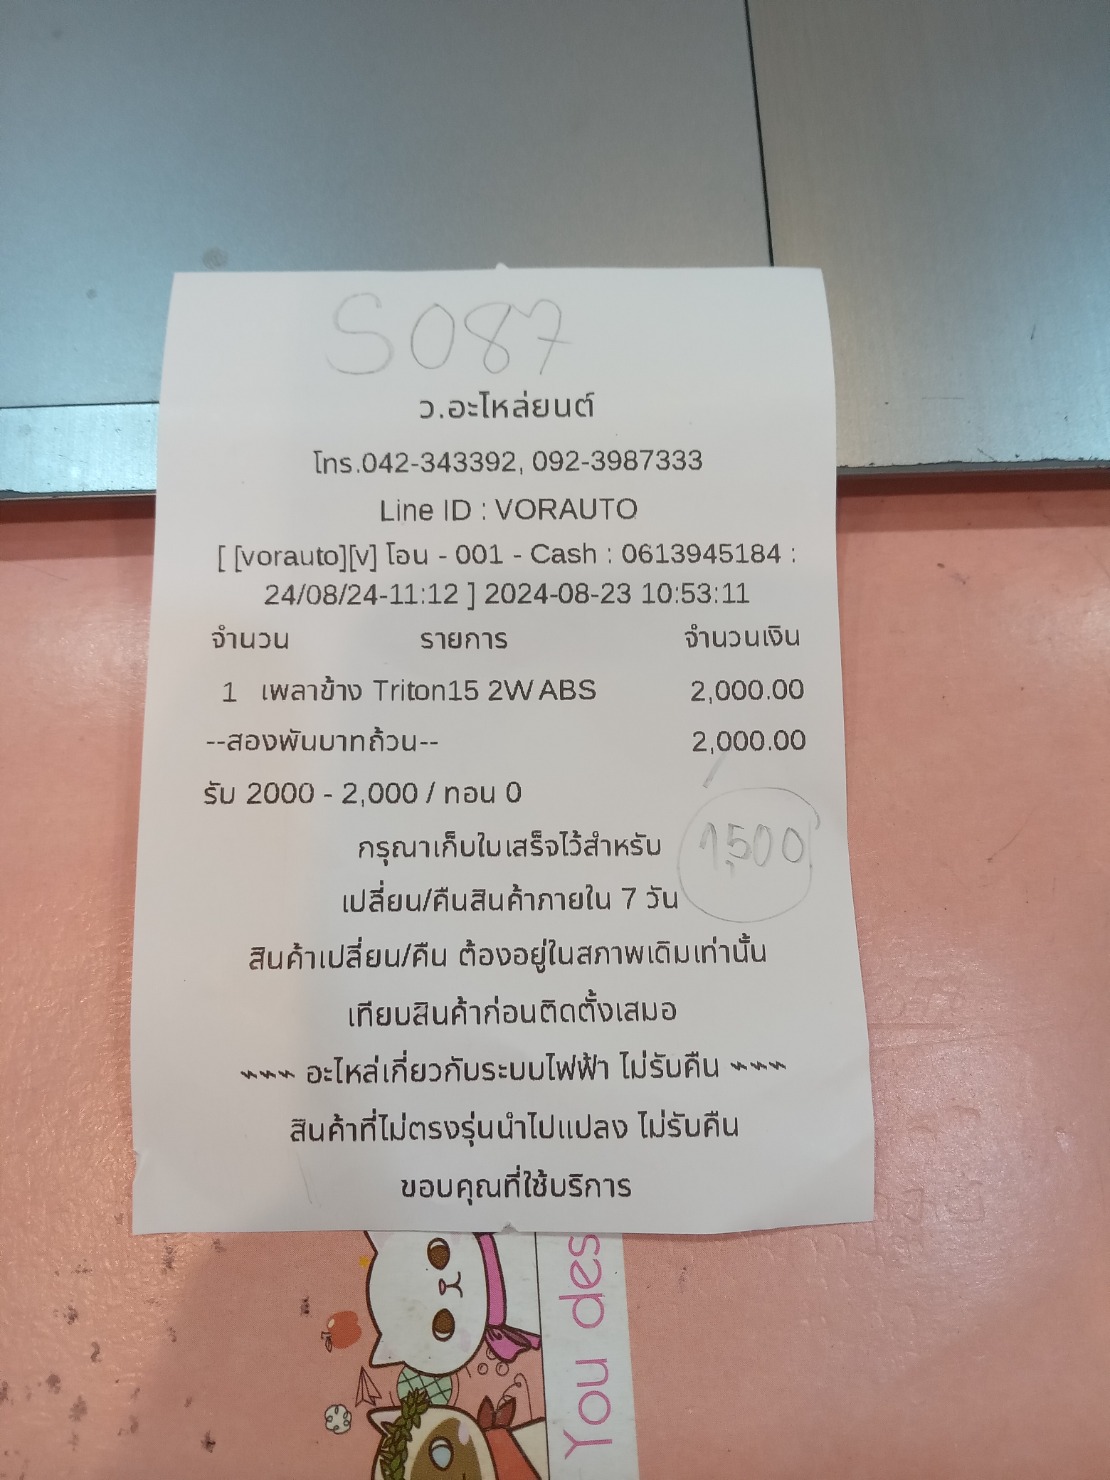 S087
ว.อะไหล่ยนต์
โทร.042-343392, 092-3987333
Line ID : VORAUTO
[ [vorauto][v] โอน - 001 - Cash : 0613945184 :
24/08/24-11:12 ] 2024-08-23 10:53:11
จำนวน รายการ จำนวนเงิน
1 เพลาข้าง Triton15 2W ABS 2,000.00
--สองพันบาทถ้วน-- 2,000.00
รับ 2000 - 2,000 / ทอน 0
1,500
กรุณาเก็บใบเสร็จไว้สำหรับ
เปลี่ยน/คืนสินค้าภายใน 7 วัน
สินค้าเปลี่ยน/คืน ต้องอยู่ในสภาพเดิมเท่านั้น
เทียบสินค้าก่อนติดตั้งเสมอ
~~~ อะไหล่เกี่ยวกับระบบไฟฟ้า ไม่รับคืน ~~~
สินค้าที่ไม่ตรงรุ่นนำไปแปลง ไม่รับคืน
ขอบคุณที่ใช้บริการ
You des